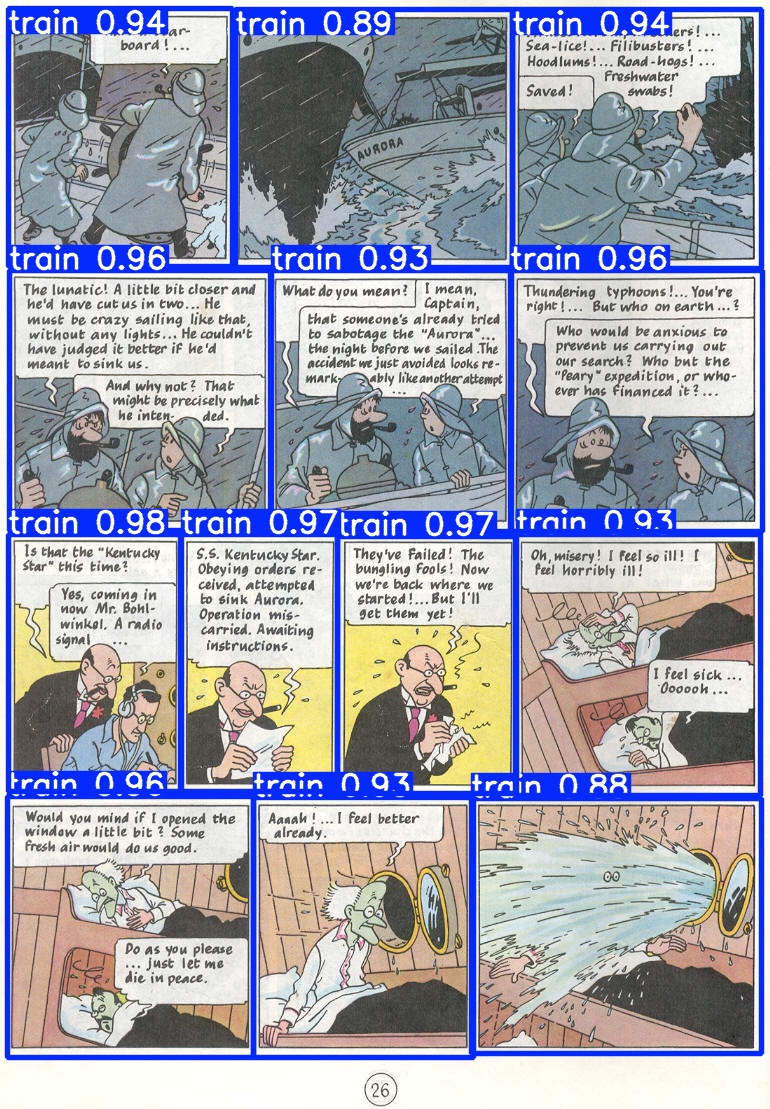 train 0.94
train 0.89
train 0.94
ar-
board! ...
AURORA
ers! ...
Sea-lice!... Filibusters! ...
Hoodlums!... Road-hogs! ...
Freshwater
swabs!
Saved!
train 0.96
train 0.93
train 0.96
The lunatic! A little bit closer and
he'd have cut us in two... He
must be crazy sailing like that,
without any lights... He couldn't
have judged it better if he'd
meant to sink us.
And why not? That
might be precisely what
he inten- ded.
What do you mean?
I mean,
Captain,
that someone's already tried
to sabotage the "Aurora"...
the night before we sailed. The
accident we just avoided looks re-
mark- ably like another attempt
...
Thundering typhoons!... You're
right!... But who on earth...?
Who would be anxious to
prevent us carrying out
our search? Who but the
"Peary" expedition, or who-
ever has financed it?...
train 0.98
train 0.97
train 0.97
train 0.93
Is that the "Kentucky
Star" this time?
Yes, coming in
now Mr. Bohl-
winkel. A radio
signal ...
S.S. Kentucky Star.
Obeying orders re-
ceived, attempted
to sink Aurora.
Operation mis-
carried. Awaiting
instructions.
They've failed! The
bungling fools! Now
we're back where we
started!...But I'll
get them yet!
Oh, misery! I feel so ill! I
feel horribly ill!
I feel sick ...
Oooooh ...
train 0.96
train 0.93
train 0.88
Would you mind if I opened the
window a little bit? Some
fresh air would do us good.
Do as you please
... just let me
die in peace.
Aaaah!... I feel better
already.
26